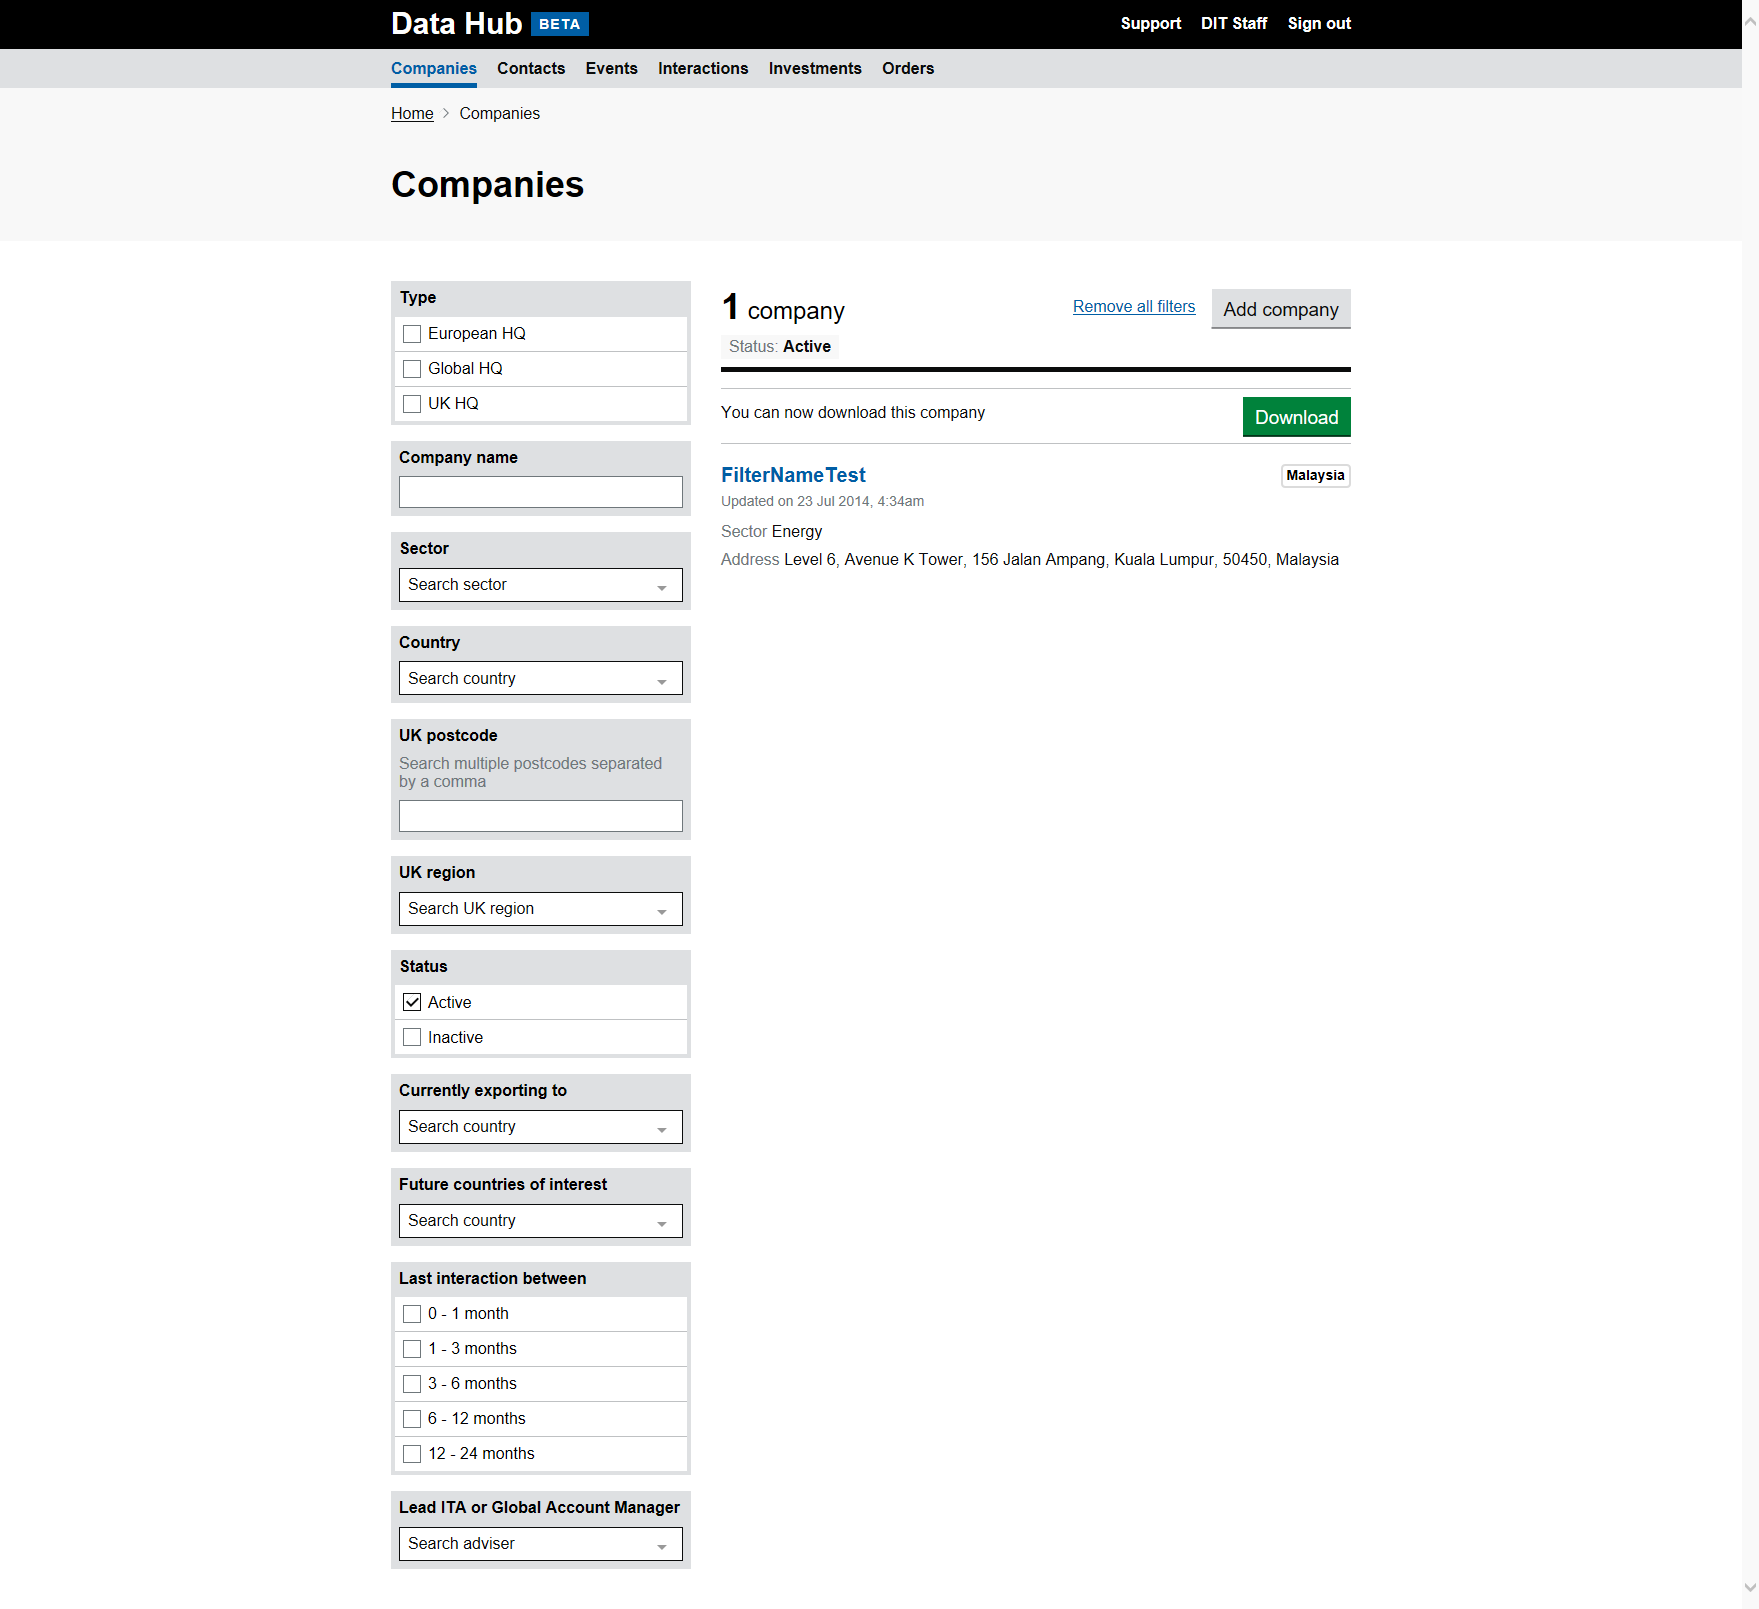 Data Hub BETA
Support DIT Staff Sign out
Companies Contacts Events Interactions Investments Orders
Home Companies
Companies
Type
European HQ
Global HQ
UK HQ
Company name
Sector
Search sector
Country
Search country
UK postcode
Search multiple postcodes separated
by a comma
UK region
Search UK region
Status
Active
Inactive
Currently exporting to
Search country
Future countries of interest
Search country
Last interaction between
0 - 1 month
1 - 3 months
3 - 6 months
6 - 12 months
12 - 24 months
Lead ITA or Global Account Manager
Search adviser
1 company
Remove all filters
Add company
Status: Active
You can now download this company
Download
FilterNameTest
Malaysia
Updated on 23 Jul 2014, 4:34am
Sector Energy
Address Level 6, Avenue K Tower, 156 Jalan Ampang, Kuala Lumpur, 50450, Malaysia